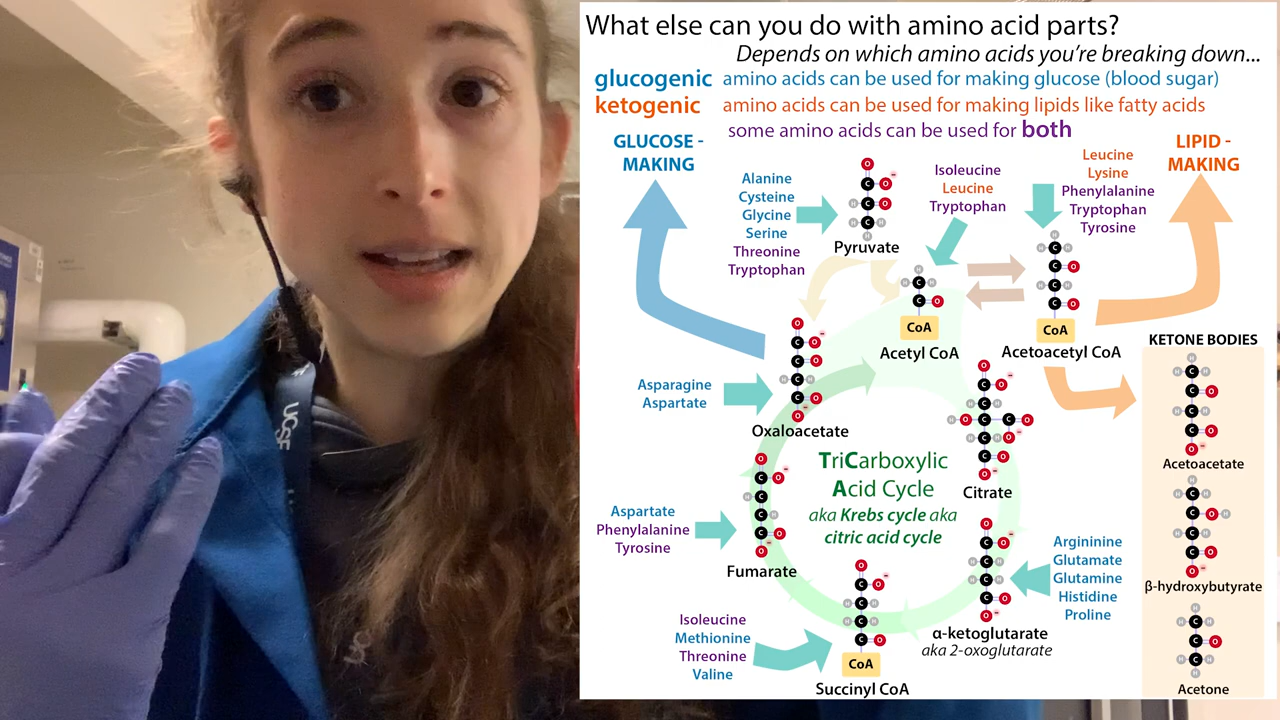 What else can you do with amino acid parts?
Depends on which amino acids you're breaking down...
glucogenic amino acids can be used for making glucose (blood sugar)
ketogenic amino acids can be used for making lipids like fatty acids
some amino acids can be used for both
GLUCOSE -
MAKING
LIPID -
MAKING
Alanine
Cysteine
Glycine
Serine
Threonine
Tryptophan
Pyruvate
Isoleucine
Leucine
Tryptophan
Leucine
Lysine
Phenylalanine
Tryptophan
Tyrosine
CoA
Acetyl CoA
CoA
Acetoacetyl CoA
KETONE BODIES
Asparagine
Aspartate
Oxaloacetate
TriCarboxylic
Acid Cycle
aka Krebs cycle aka
citric acid cycle
Citrate
Acetoacetate
Aspartate
Phenylalanine
Tyrosine
Fumarate
Argininine
Glutamate
Glutamine
Histidine
Proline
α-ketoglutarate
aka 2-oxoglutarate
β-hydroxybutyrate
Isoleucine
Methionine
Threonine
Valine
CoA
Succinyl CoA
Acetone
UCSF